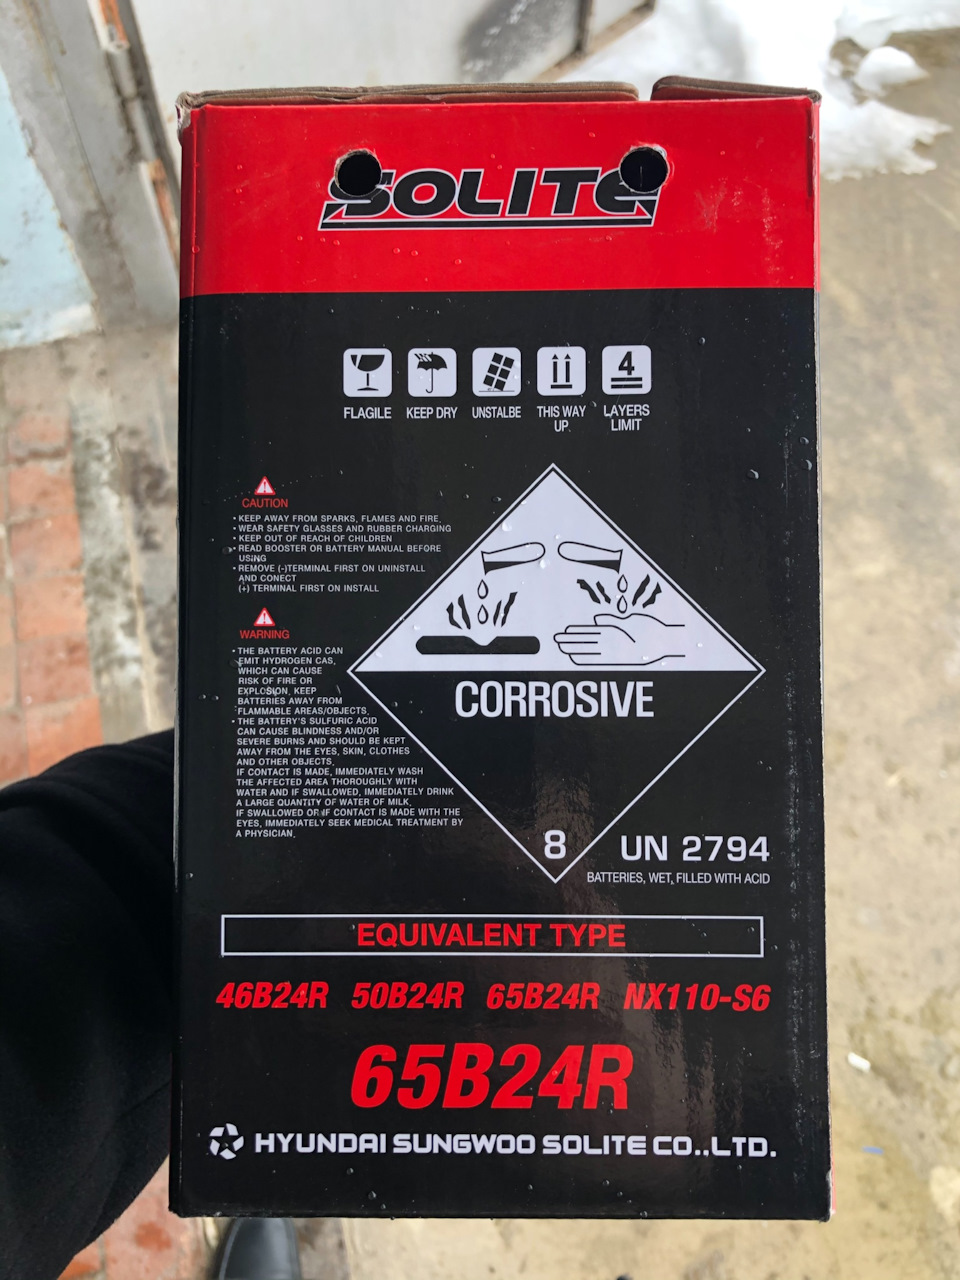 SOLITE
4
FLAGILE KEEP DRY UNSTALBE THIS WAY UP LAYERS LIMIT
CAUTION
• KEEP AWAY FROM SPARKS, FLAMES AND FIRE,
• WEAR SAFETY GLASSES AND RUBBER CHARGING
• KEEP OUT OF REACH OF CHILDREN
• READ BOOSTER OR BATTERY MANUAL BEFORE
USING
• REMOVE (-)TERMINAL FIRST ON UNINSTALL
AND CONECT
(+) TERMINAL FIRST ON INSTALL
WARNING
• THE BATTERY ACID CAN
EMIT HYDROGEN GAS,
WHICH CAN CAUSE
RISK OF FIRE OR
EXPLOSION, KEEP
BATTERIES AWAY FROM
FLAMMABLE AREAS/OBJECTS,
• THE BATTERY'S SULFURIC ACID
CAN CAUSE BLINDNESS AND/OR
SEVERE BURNS AND SHOULD BE KEPT
AWAY FROM THE EYES, SKIN, CLOTHES
AND OTHER OBJECTS,
IF CONTACT IS MADE, IMMEDIATELY WASH
THE AFFECTED AREA THOROUGHLY WITH
WATER AND IF SWALLOWED, IMMEDIATELY DRINK
A LARGE QUANTITY OF WATER OF MILK,
IF SWALLOWED OR IF CONTACT IS MADE WITH THE
EYES, IMMEDIATELY SEEK MEDICAL TREATMENT BY
A PHYSICIAN,
CORROSIVE
8
UN 2794
BATTERIES, WET, FILLED WITH ACID
EQUIVALENT TYPE
46B24R 50B24R 65B24R NX110-S6
65B24R
HYUNDAI SUNGWOO SOLITE CO.,LTD.